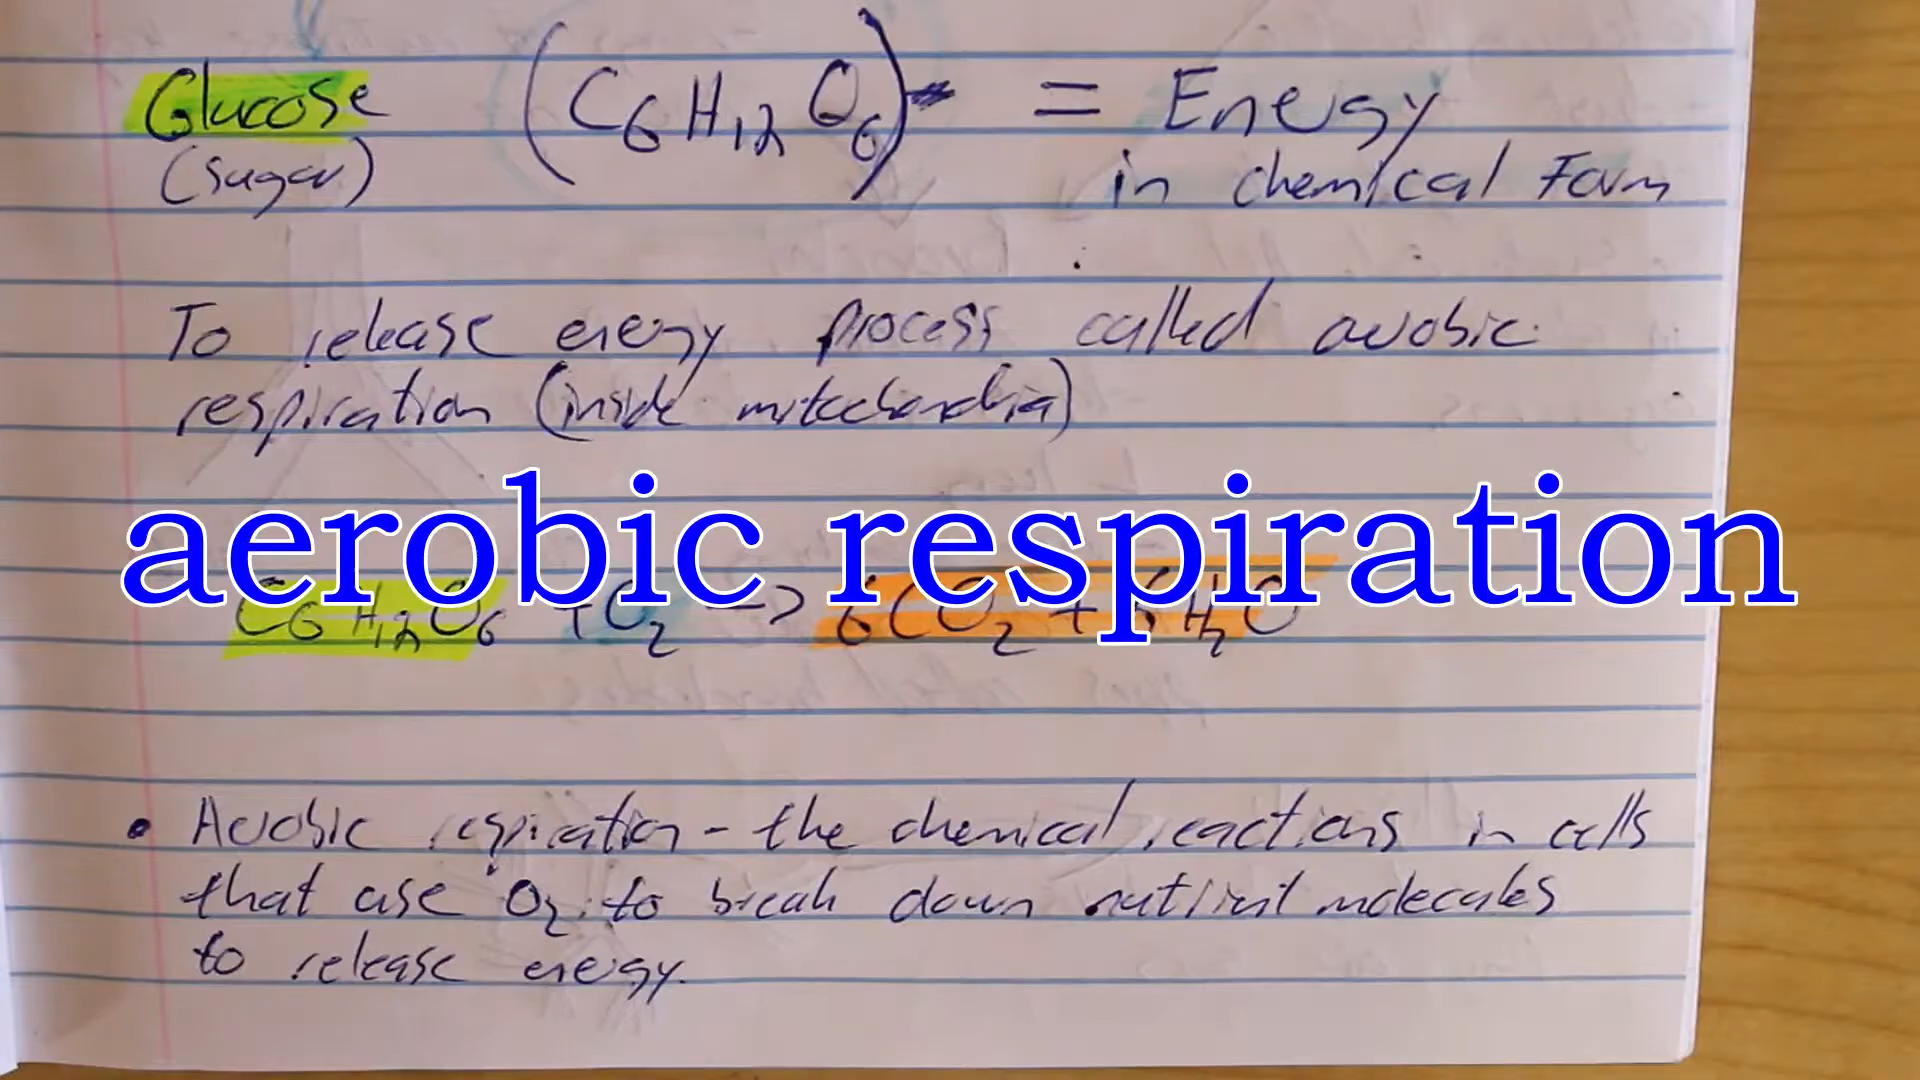 Glucose (C6H12O6) = Energy
(sugar) in chemical Form
To release energy process called aerobic
respiration (inside mitochondria)
aerobic respiration
C6H12O6 + O2 -> 6CO2 + 6H2O
• Aerobic respiration - the chemical reactions in cells
that use O2 to break down nutrient molecules
to release energy.